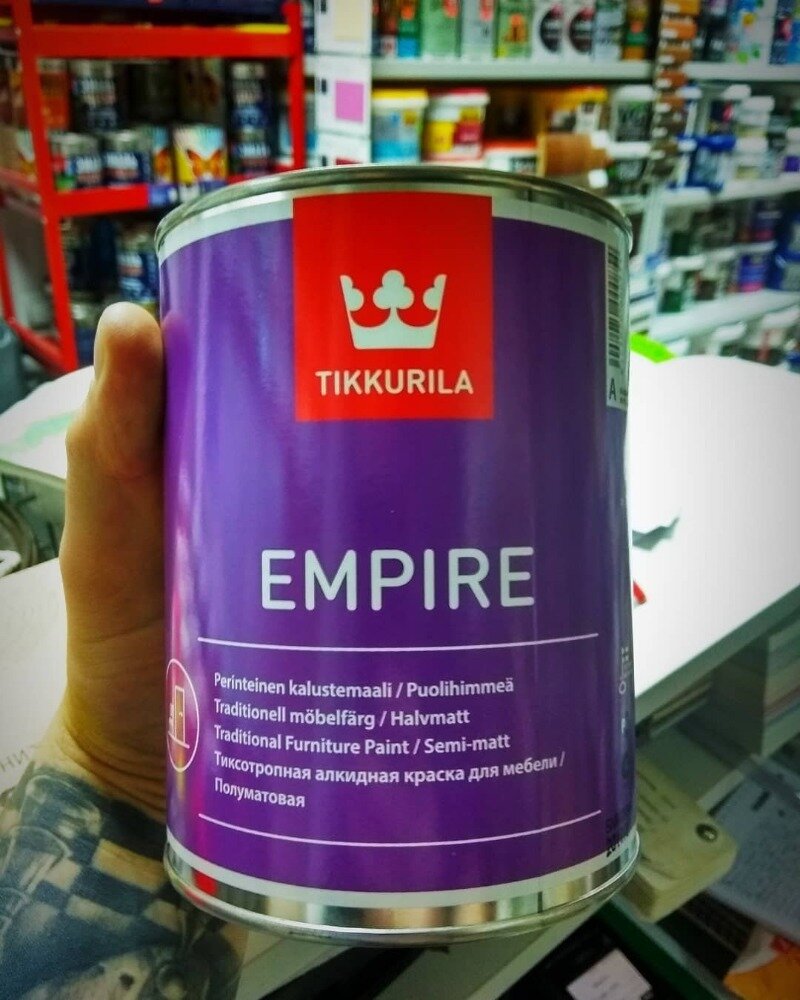 TIKKURILA
A
EMPIRE
Perinteinen kalustemaali / Puolihimmeä
Traditionell möbelfärg / Halvmatt
Traditional Furniture Paint / Semi-matt
Тиксотропная алкидная краска для мебели /
Полуматовая